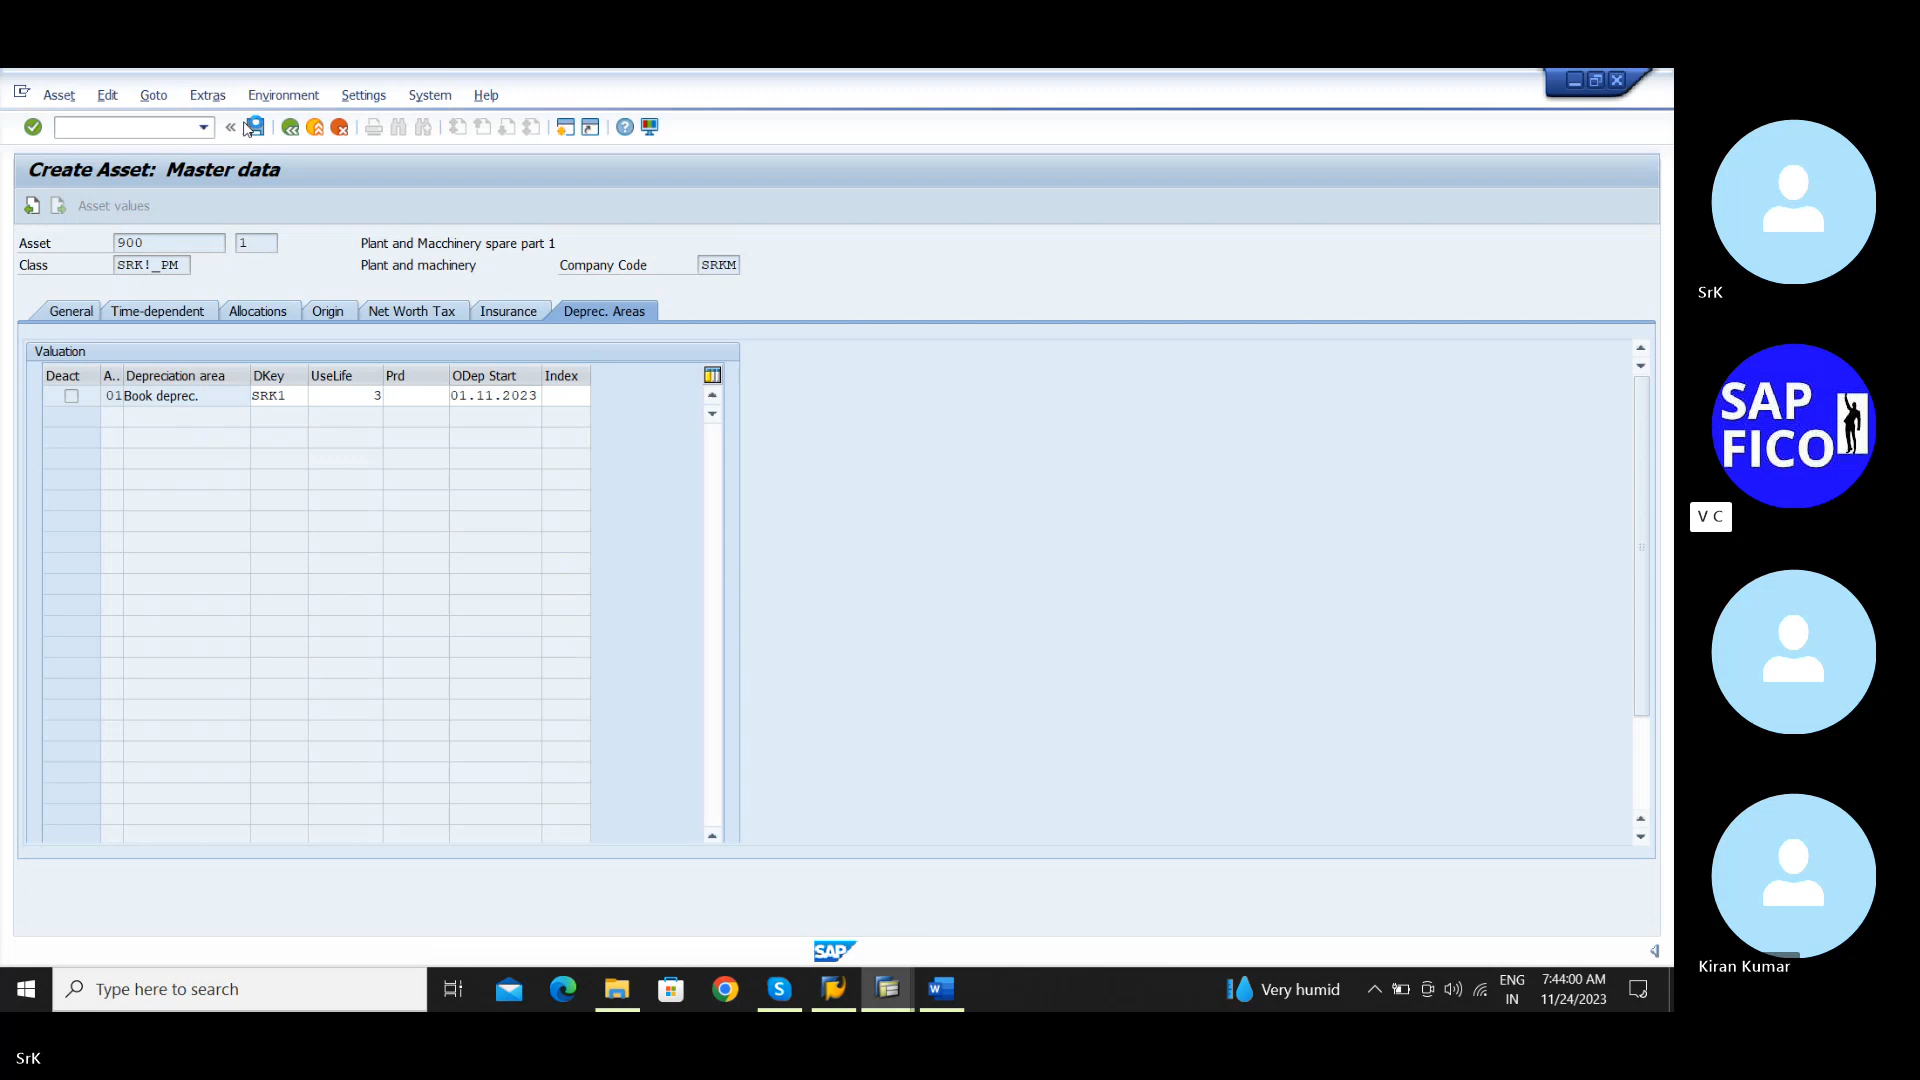 Asset Edit Goto Extras Environment Settings System Help
Create Asset: Master data
Asset values
Asset 900 1 Plant and Macchinery spare part 1
Class SRK!_PM Plant and machinery Company Code SRKM
General Time-dependent Allocations Origin Net Worth Tax Insurance Deprec. Areas
Valuation
Deact A.. Depreciation area DKey UseLife Prd ODep Start Index
01 Book deprec. SRK1 3 01.11.2023
SAP
Type here to search
S
W
Very humid
ENG
IN
7:44:00 AM
11/24/2023
SrK
SrK
SAP
FICO
V C
Kiran Kumar